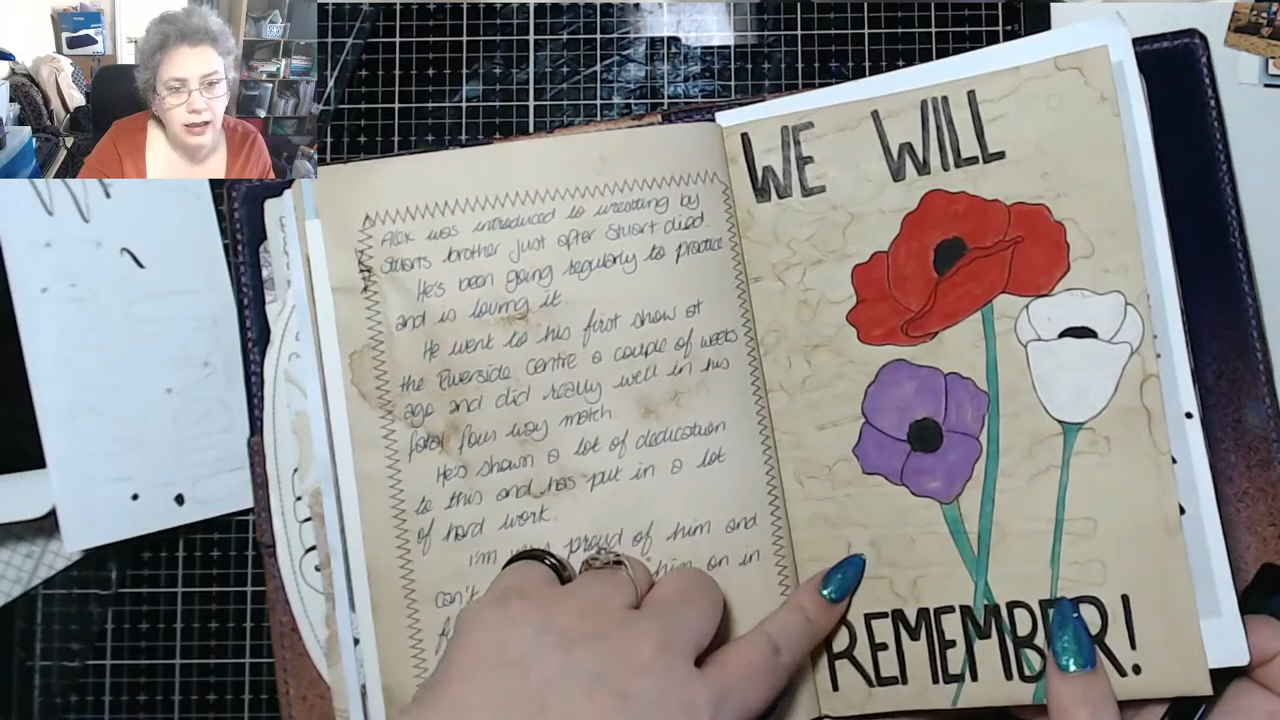 Alex was introduced to wrestling by
Stuarts brother just after Stuart died.
He's been going regularly to practice
and is loving it.
He went to his first show at
the Riverside centre a couple of weeks
ago and did really well in his
fatal four way match.
He's shown a lot of dedication
to this and has put in a lot
of hard work.
I'm very proud of him and
can't him on in
WE WILL
REMEMBER!